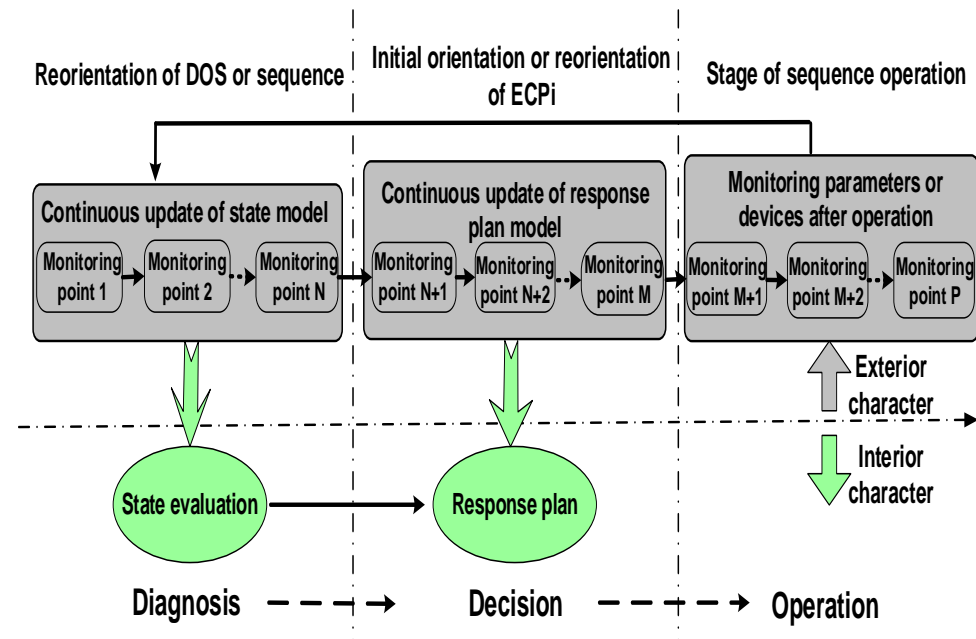 Reorientation of DOS or sequence
Initial orientation or reorientation
of ECPi
Stage of sequence operation
Continuous update of state model
Monitoring
point 1
Monitoring
point 2
Monitoring
point N
Continuous update of response
plan model
Monitoring
point N+1
Monitoring
point N+2
Monitoring
point M
Monitoring parameters or
devices after operation
Monitoring
point M+1
Monitoring
point M+2
Monitoring
point P
Exterior
character
Interior
character
State evaluation
Response plan
Diagnosis
Decision
Operation